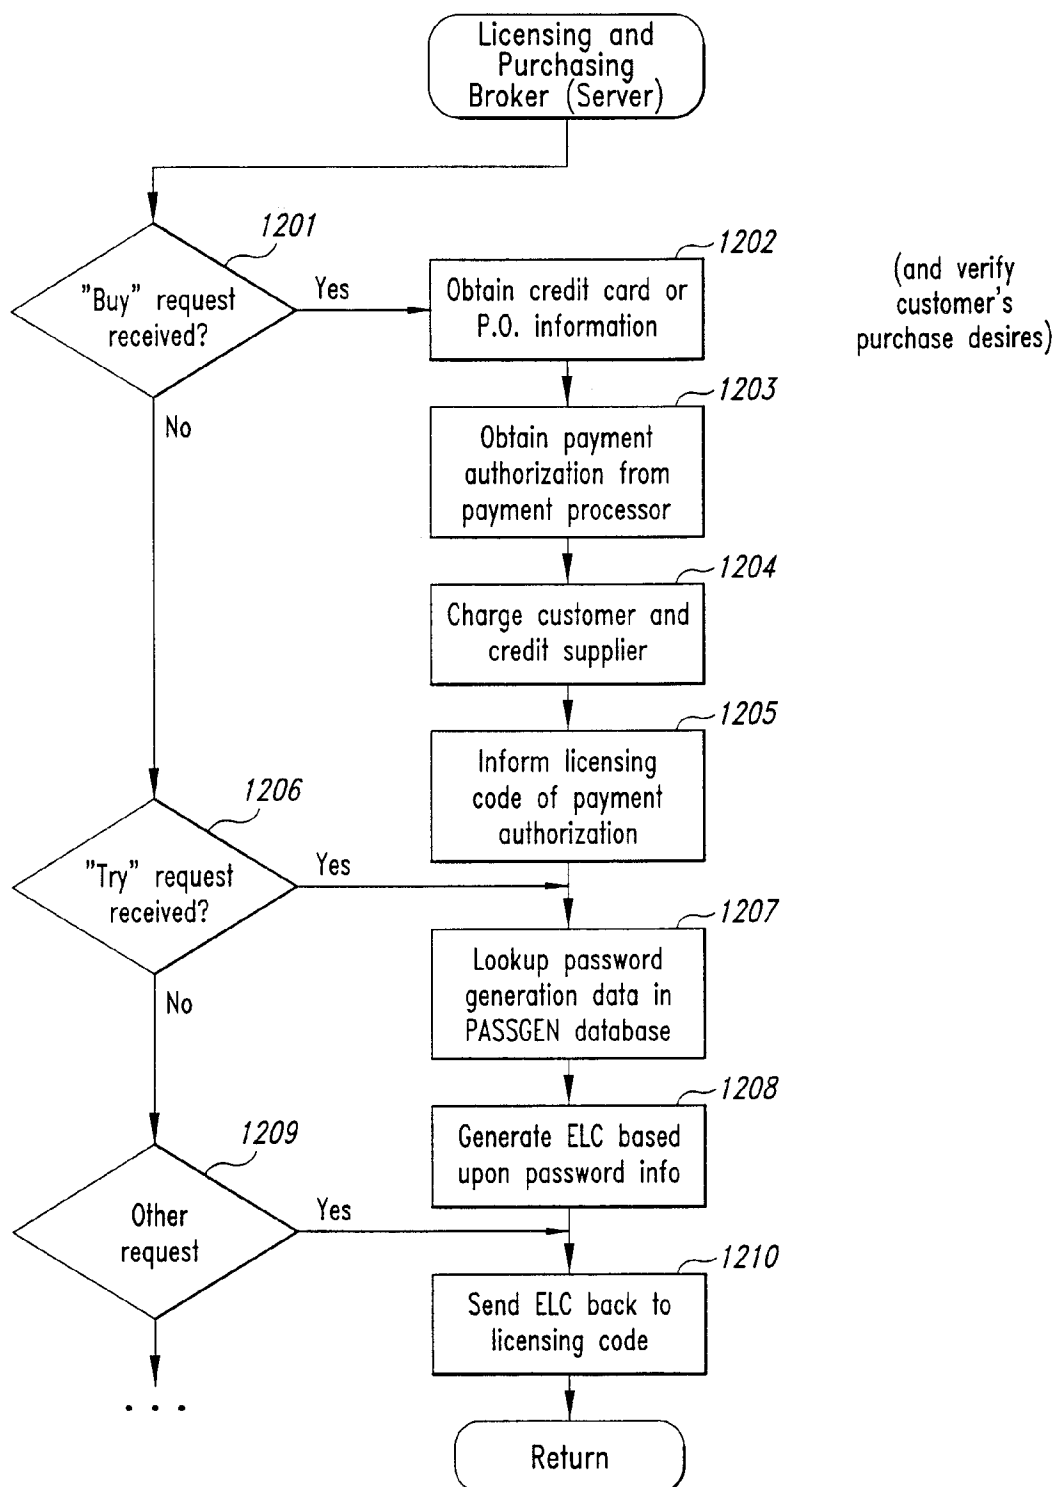 Licensing and
Purchasing
Broker (Server)
1201
"Buy" request
received?
Yes
No
1202
Obtain credit card or
P.O. information
(and verify
customer's
purchase desires)
1203
Obtain payment
authorization from
payment processor
1204
Charge customer and
credit supplier
1205
Inform licensing
code of payment
authorization
1206
"Try" request
received?
Yes
No
1207
Lookup password
generation data in
PASSGEN database
1208
Generate ELC based
upon password info
1209
Other
request
Yes
. . .
1210
Send ELC back to
licensing code
Return